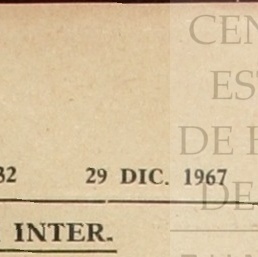 CEN
ES
DE
32 29 DIC. 1967
DE
INTER.